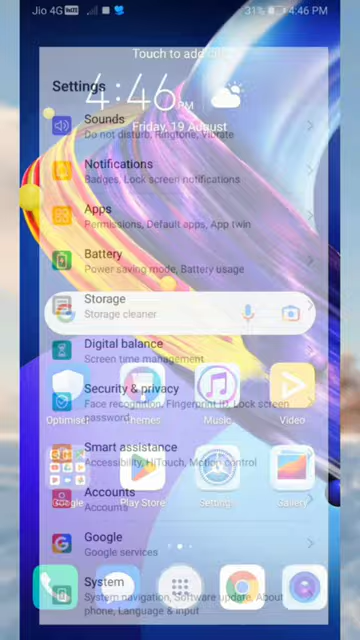 Jio 4G
31%
4:46 PM
Touch to add
Settings
4:46 PM
Sounds
Friday, 19 August
Do not disturb, Ringtone, Vibrate
Notifications
Badges, Lock screen notifications
Apps
Permissions, Default apps, App twin
Battery
Power saving mode, Battery usage
Storage
Storage cleaner
Digital balance
Screen time management
Security & privacy
Face recognition, Fingerprint ID, Lock screen
password
Optimiser
Themes
Music
Video
Smart assistance
Accessibility, HiTouch, Motion control
Accounts
Accounts
Google
Play Store
Settings
Gallery
Google
Google services
System
System navigation, Software update, About
phone, Language & input